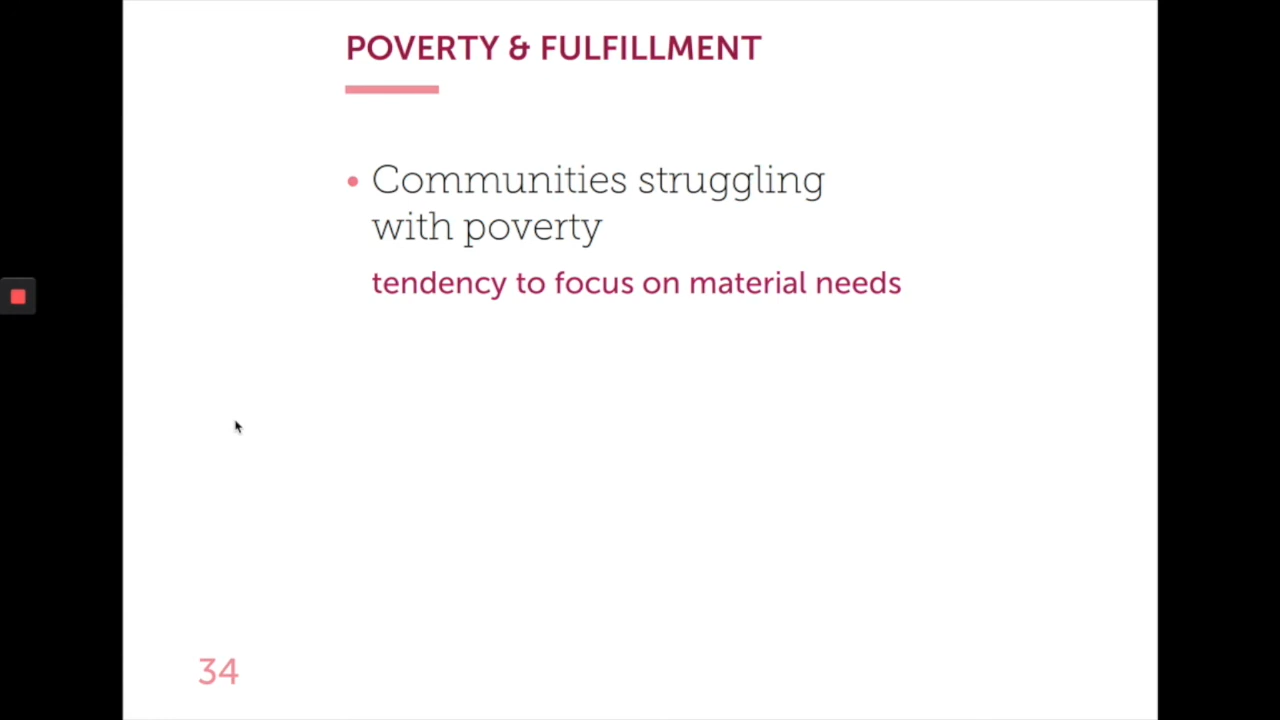 POVERTY & FULFILLMENT
• Communities struggling
with poverty
tendency to focus on material needs
34